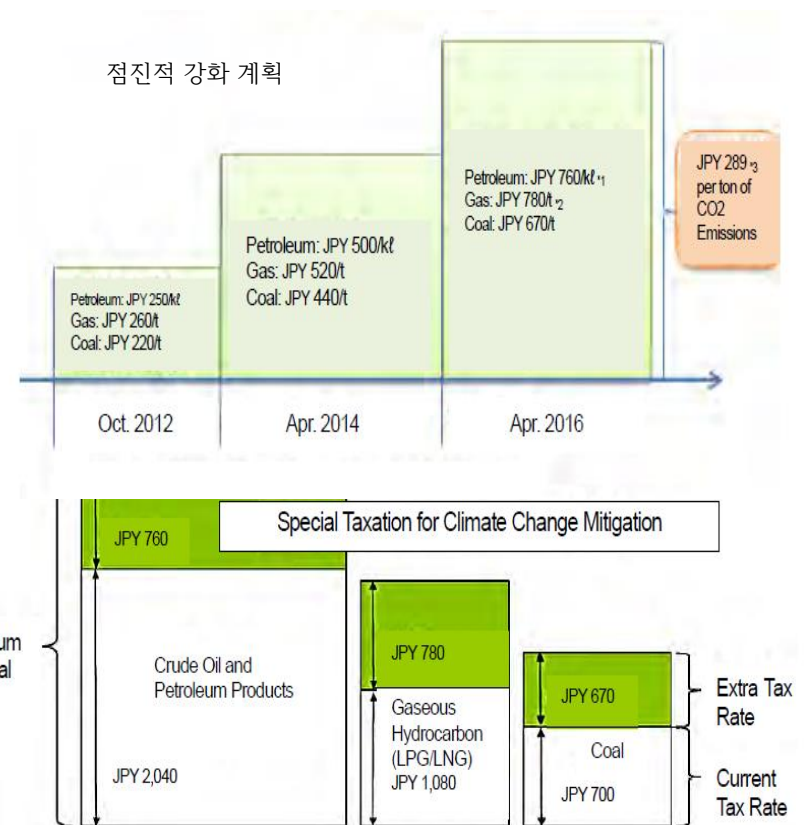 점진적 강화 계획
JPY 289 *3
per ton of
CO2
Emissions
Petroleum: JPY 760/kℓ *1
Gas: JPY 780/t *2
Coal: JPY 670/t
Petroleum: JPY 500/kℓ
Gas: JPY 520/t
Coal: JPY 440/t
Petroleum: JPY 250/kℓ
Gas: JPY 260/t
Coal: JPY 220/t
Oct. 2012
Apr. 2014
Apr. 2016
Special Taxation for Climate Change Mitigation
JPY 760
JPY 780
JPY 670
Extra Tax
Rate
Crude Oil and
Petroleum Products
JPY 2,040
Gaseous
Hydrocarbon
(LPG/LNG)
JPY 1,080
Coal
JPY 700
Current
Tax Rate